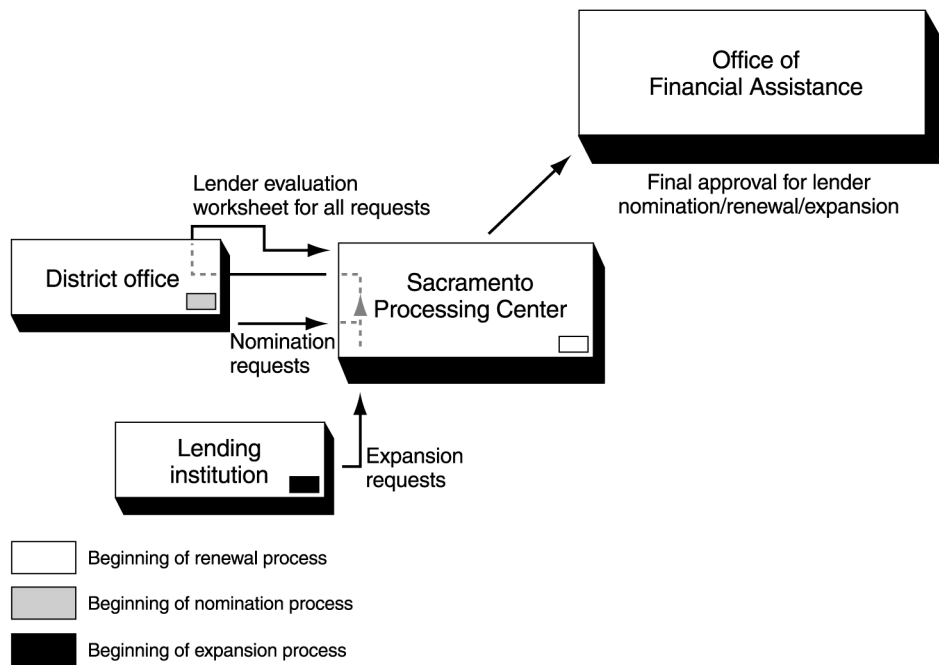 Office of
Financial Assistance
Final approval for lender
nomination/renewal/expansion
Lender evaluation
worksheet for all requests
District office
Sacramento
Processing Center
Nomination
requests
Lending
institution
Expansion
requests
Beginning of renewal process
Beginning of nomination process
Beginning of expansion process